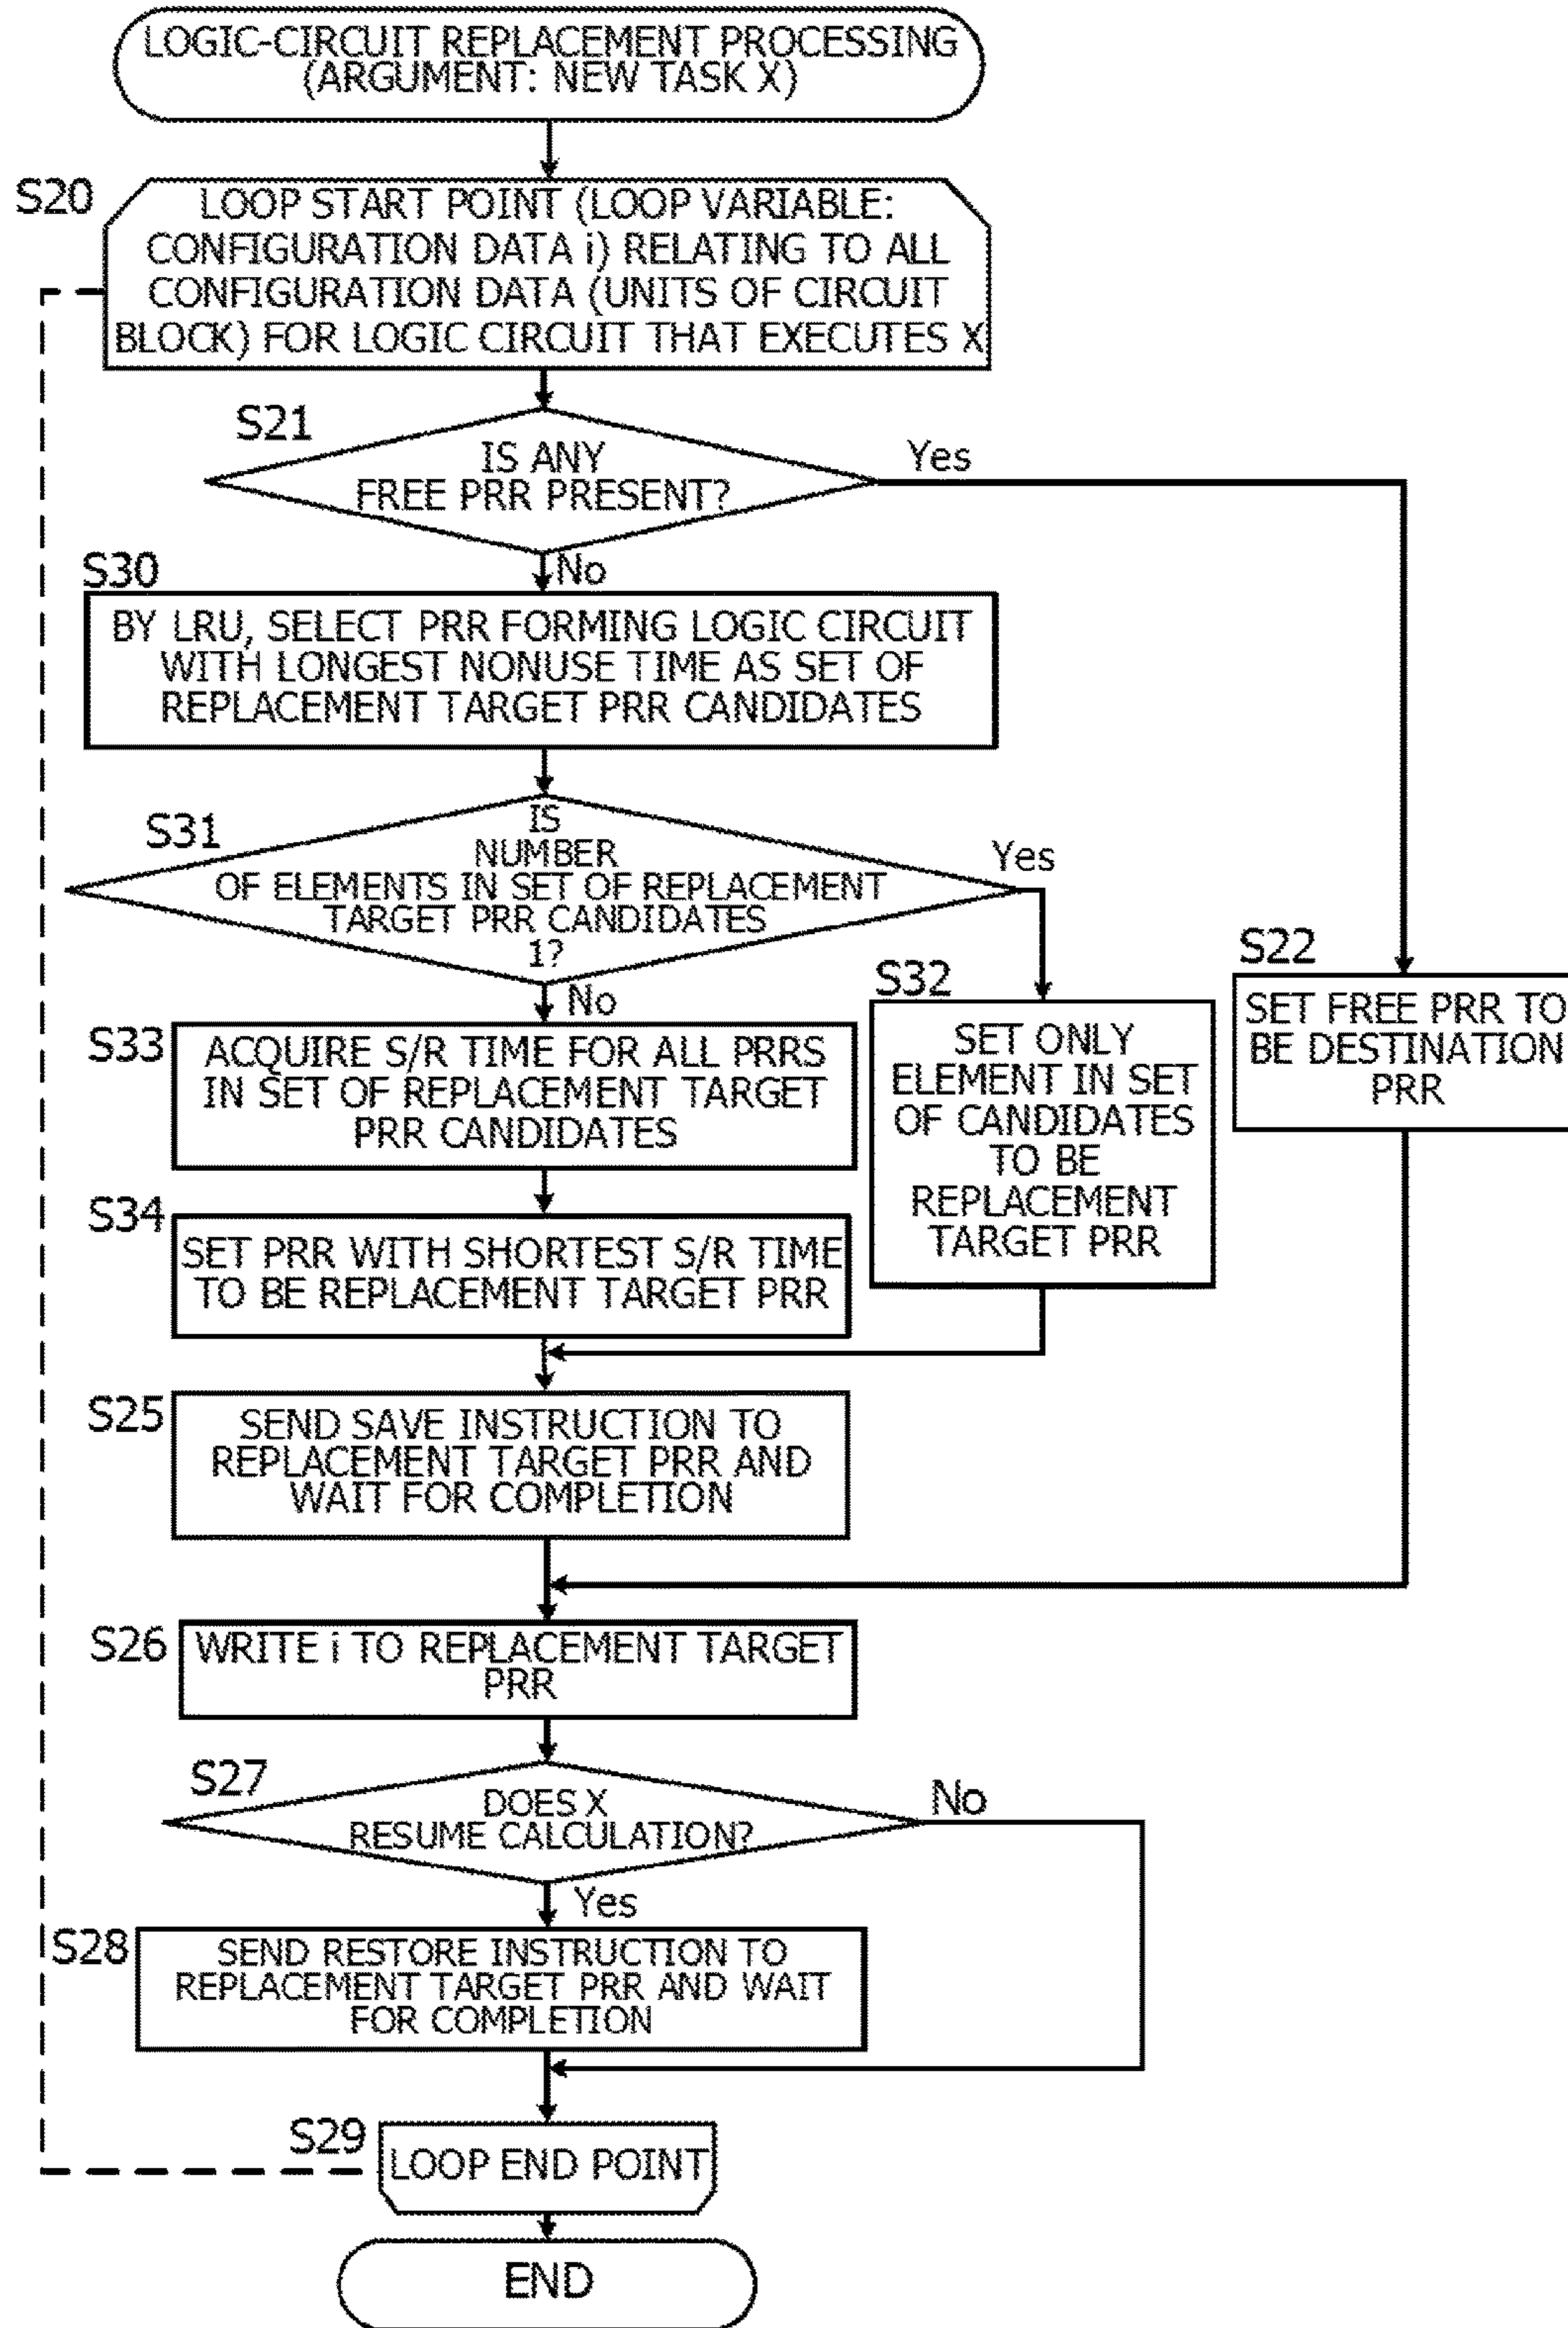 LOGIC-CIRCUIT REPLACEMENT PROCESSING
(ARGUMENT: NEW TASK X)
S20
LOOP START POINT (LOOP VARIABLE:
CONFIGURATION DATA i) RELATING TO ALL
CONFIGURATION DATA (UNITS OF CIRCUIT
BLOCK) FOR LOGIC CIRCUIT THAT EXECUTES X
S21
IS ANY
FREE PRR PRESENT?
Yes
No
S30
BY LRU, SELECT PRR FORMING LOGIC CIRCUIT
WITH LONGEST NONUSE TIME AS SET OF
REPLACEMENT TARGET PRR CANDIDATES
S31
IS
NUMBER
OF ELEMENTS IN SET OF REPLACEMENT
TARGET PRR CANDIDATES
1?
Yes
No
S32
SET ONLY
ELEMENT IN SET
OF CANDIDATES
TO BE
REPLACEMENT
TARGET PRR
S22
SET FREE PRR TO
BE DESTINATION
PRR
S33
ACQUIRE S/R TIME FOR ALL PRRS
IN SET OF REPLACEMENT TARGET
PRR CANDIDATES
S34
SET PRR WITH SHORTEST S/R TIME
TO BE REPLACEMENT TARGET PRR
S25
SEND SAVE INSTRUCTION TO
REPLACEMENT TARGET PRR AND
WAIT FOR COMPLETION
S26
WRITE i TO REPLACEMENT TARGET
PRR
S27
DOES X
RESUME CALCULATION?
No
Yes
S28
SEND RESTORE INSTRUCTION TO
REPLACEMENT TARGET PRR AND WAIT
FOR COMPLETION
S29
LOOP END POINT
END